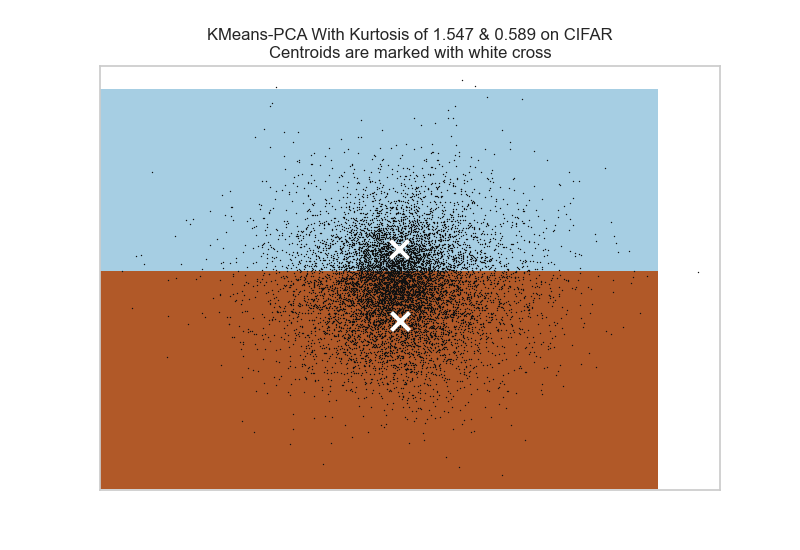 KMeans-PCA With Kurtosis of 1.547 & 0.589 on CIFAR
Centroids are marked with white cross